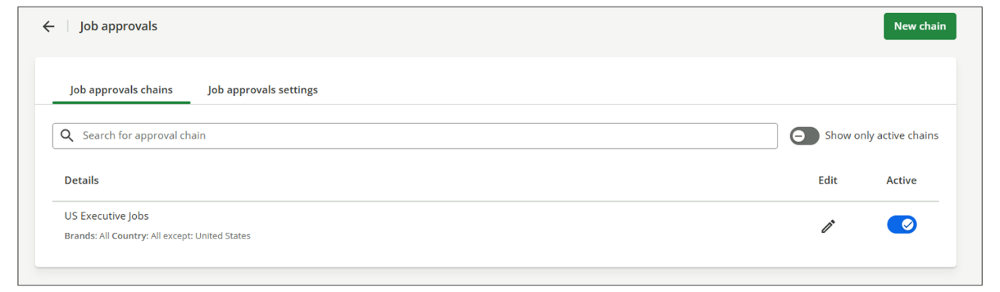 Job approvals
New chain
Job approvals chains
Job approvals settings
Search for approval chain
Show only active chains
Details
Edit
Active
US Executive Jobs
Brands: All Country: All except: United States